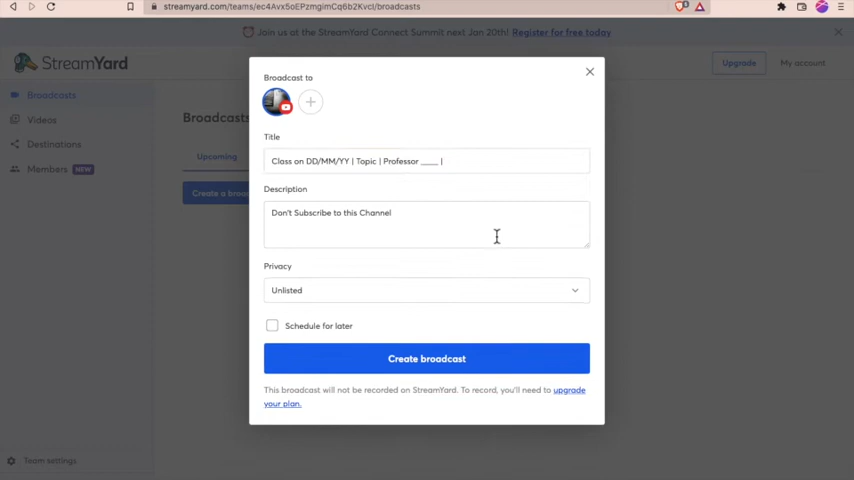 streamyard.com/teams/ec4Avx5oEPzmgimCq6b2Kvcl/broadcasts
Join us at the StreamYard Connect Summit next Jan 20th! Register for free today
StreamYard
Upgrade
My account
Broadcasts
Videos
Destinations
Members NEW
Team settings
Broadcasts
Upcoming
Create a broa
Broadcast to
Title
Class on DD/MM/YY | Topic | Professor ____ |
Description
Don't Subscribe to this Channel
Privacy
Unlisted
Schedule for later
Create broadcast
This broadcast will not be recorded on StreamYard. To record, you'll need to upgrade
your plan.